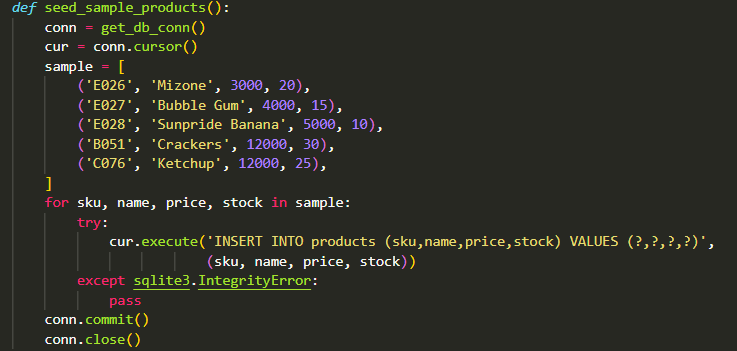 def seed_sample_products():
    conn = get_db_conn()
    cur = conn.cursor()
    sample = [
        ('E026', 'Mizone', 3000, 20),
        ('E027', 'Bubble Gum', 4000, 15),
        ('E028', 'Sunpride Banana', 5000, 10),
        ('B051', 'Crackers', 12000, 30),
        ('C076', 'Ketchup', 12000, 25),
    ]
    for sku, name, price, stock in sample:
        try:
            cur.execute('INSERT INTO products (sku,name,price,stock) VALUES (?,?,?,?)',
                        (sku, name, price, stock))
        except sqlite3.IntegrityError:
            pass
    conn.commit()
    conn.close()